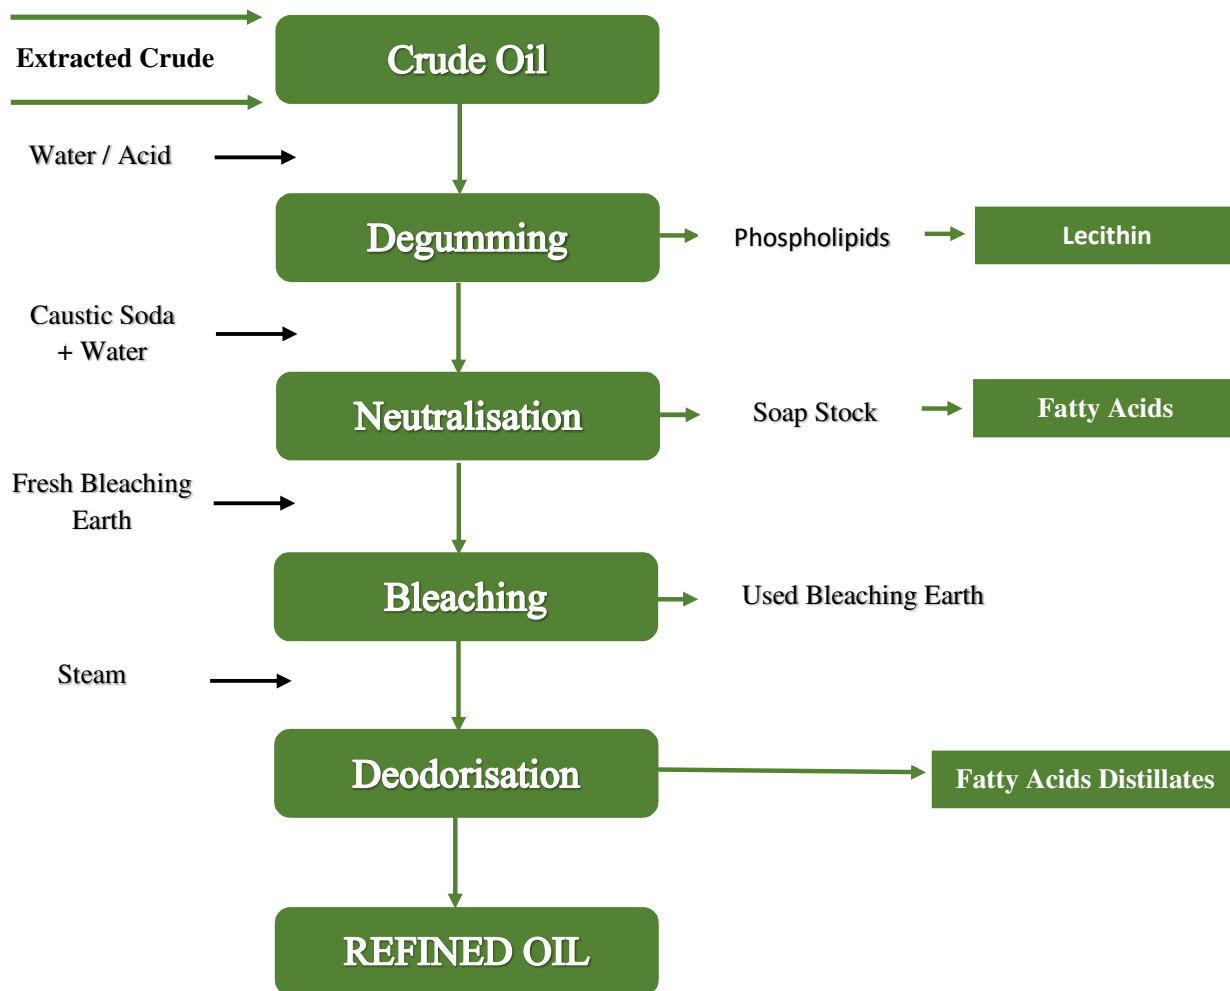 Extracted Crude
Crude Oil
Water / Acid
Degumming
Phospholipids
Lecithin
Caustic Soda
+ Water
Neutralisation
Soap Stock
Fatty Acids
Fresh Bleaching
Earth
Bleaching
Used Bleaching Earth
Steam
Deodorisation
Fatty Acids Distillates
REFINED OIL